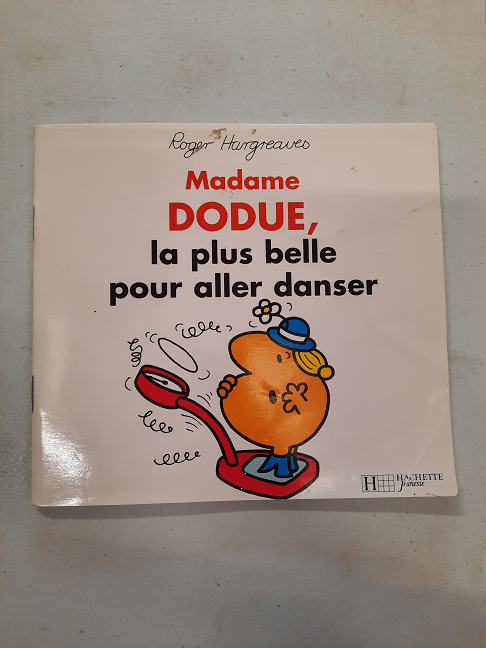 Roger Hargreaves
Madame
DODUE,
la plus belle
pour aller danser
H HACHETTE
Jeunesse